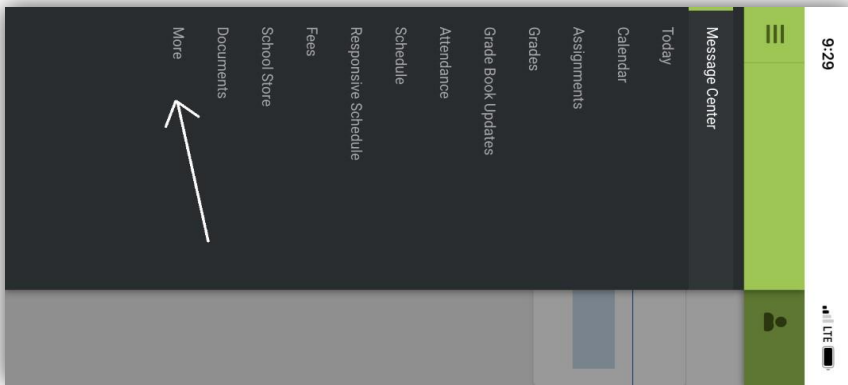 9:29
LTE
Message Center
Today
Calendar
Assignments
Grades
Grade Book Updates
Attendance
Schedule
Responsive Schedule
Fees
School Store
Documents
More